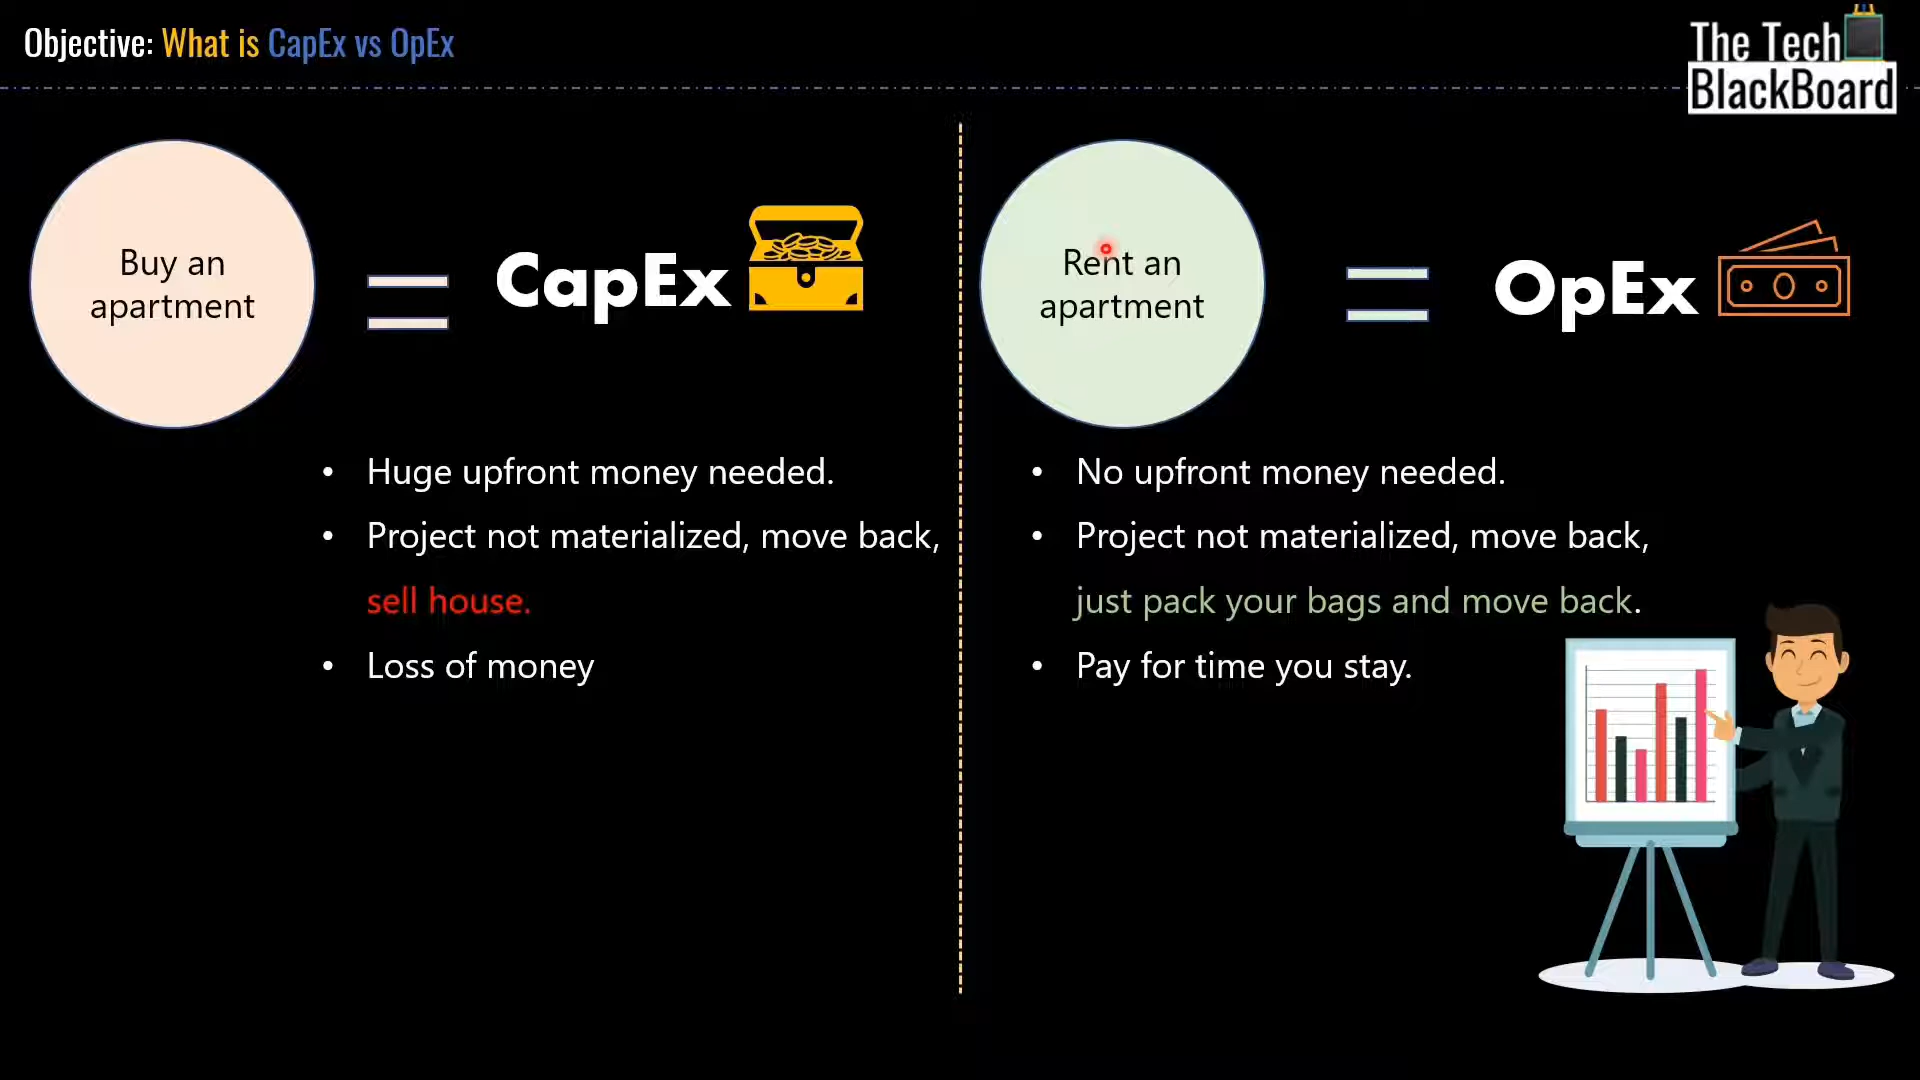 Objective: What is CapEx vs OpEx
The Tech
BlackBoard
Buy an
apartment
CapEx
• Huge upfront money needed.
• Project not materialized, move back,
sell house.
• Loss of money
Rent an
apartment
OpEx
• No upfront money needed.
• Project not materialized, move back,
just pack your bags and move back.
• Pay for time you stay.